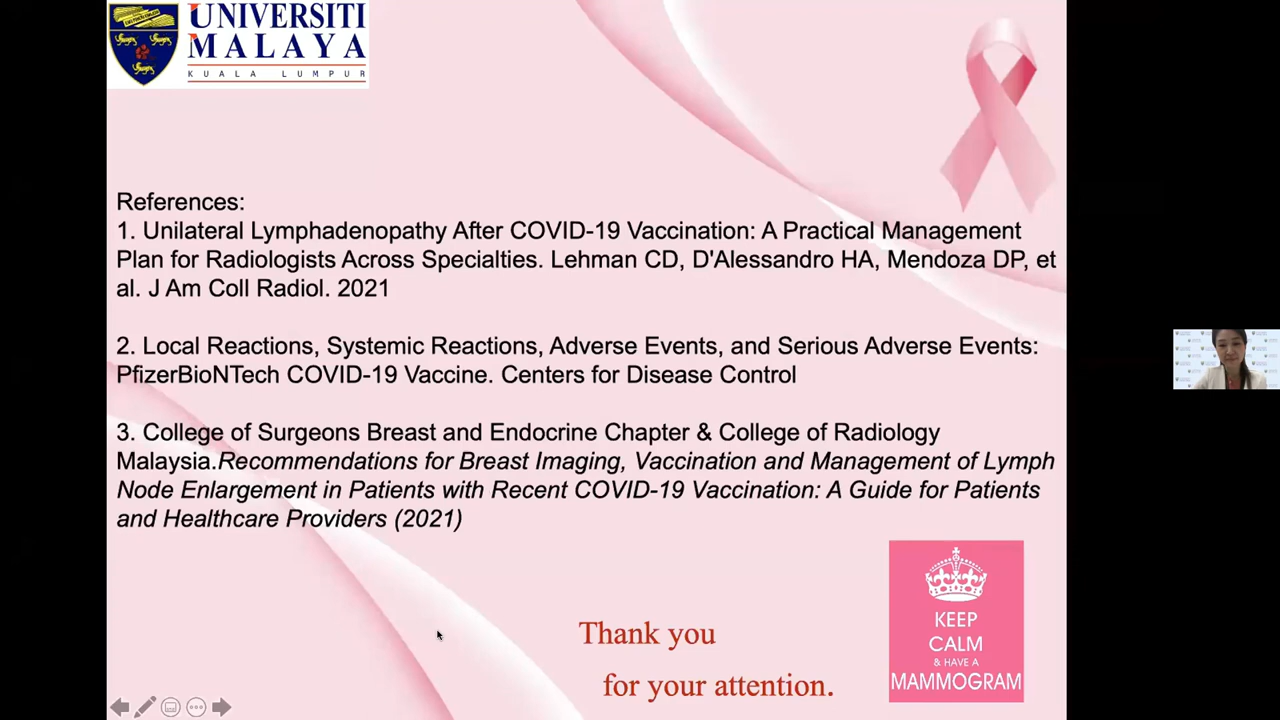 UNIVERSITI
MALAYA
KUALA LUMPUR
References:
1. Unilateral Lymphadenopathy After COVID-19 Vaccination: A Practical Management
Plan for Radiologists Across Specialties. Lehman CD, D'Alessandro HA, Mendoza DP, et
al. J Am Coll Radiol. 2021
2. Local Reactions, Systemic Reactions, Adverse Events, and Serious Adverse Events:
PfizerBioNTech COVID-19 Vaccine. Centers for Disease Control
3. College of Surgeons Breast and Endocrine Chapter & College of Radiology
Malaysia.Recommendations for Breast Imaging, Vaccination and Management of Lymph
Node Enlargement in Patients with Recent COVID-19 Vaccination: A Guide for Patients
and Healthcare Providers (2021)
Thank you
for your attention.
KEEP
CALM
& HAVE A
MAMMOGRAM